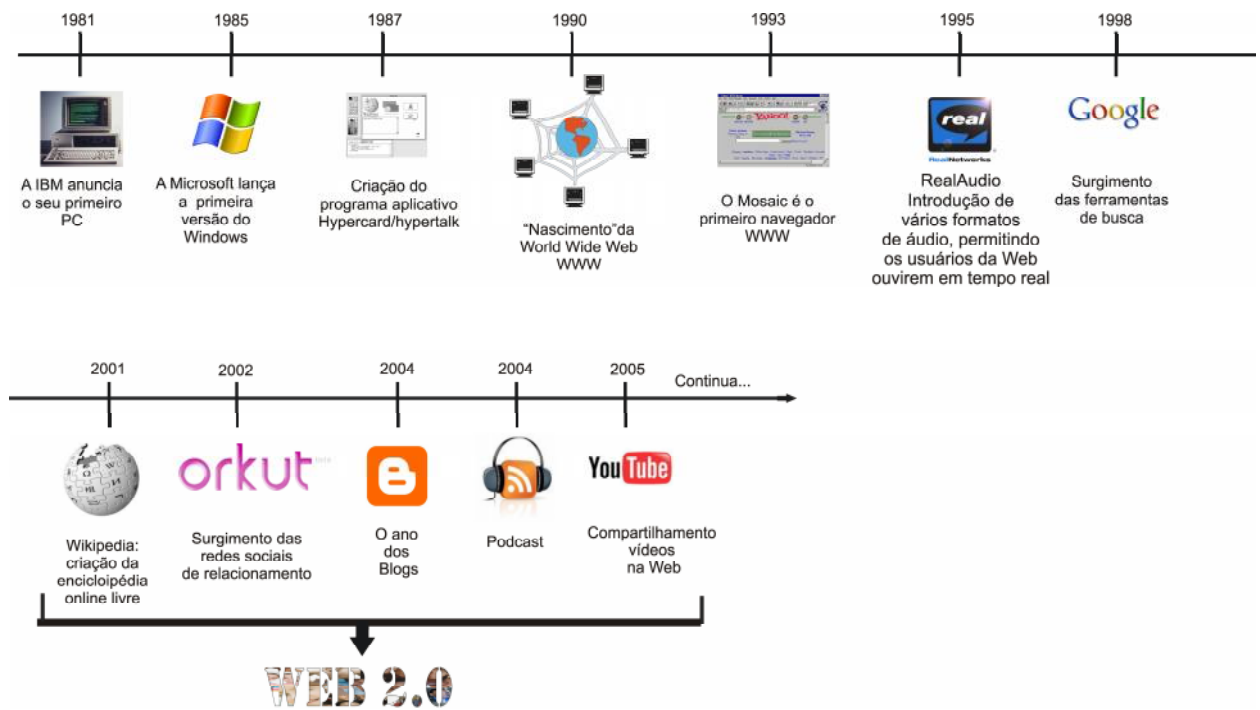 1981
1985
1987
1990
1993
1995
1998
A IBM anuncia
o seu primeiro
PC
A Microsoft lança
a primeira
versão do
Windows
Criação do
programa aplicativo
Hypercard/hypertalk
“Nascimento”da
World Wide Web
WWW
Yahoo!
O Mosaic é o
primeiro navegador
WWW
real
RealNetworks
RealAudio
Introdução de
vários formatos
de áudio, permitindo
os usuários da Web
ouvirem em tempo real
Google
Surgimento
das ferramentas
de busca
2001
2002
2004
2004
2005
Continua...
Wikipedia:
criação da
encicloipédia
online livre
orkut
Surgimento das
redes sociais
de relacionamento
O ano
dos
Blogs
Podcast
YouTube
Compartilhamento
vídeos
na Web
WEB 2.0